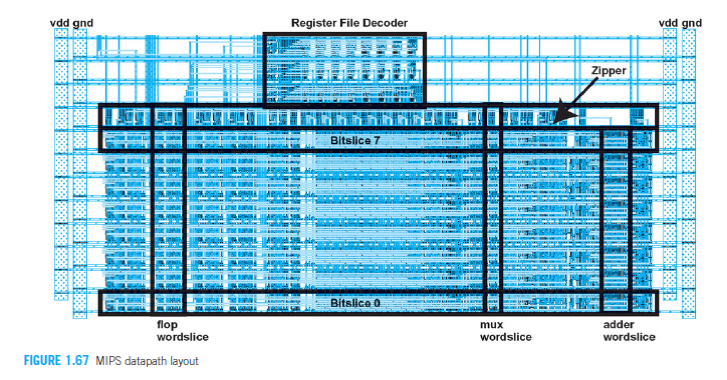 vdd gnd
Register File Decoder
vdd gnd
Zipper
Bitslice 7
Bitslice 0
flop
wordslice
mux
wordslice
adder
wordslice
FIGURE 1.67 MIPS datapath layout